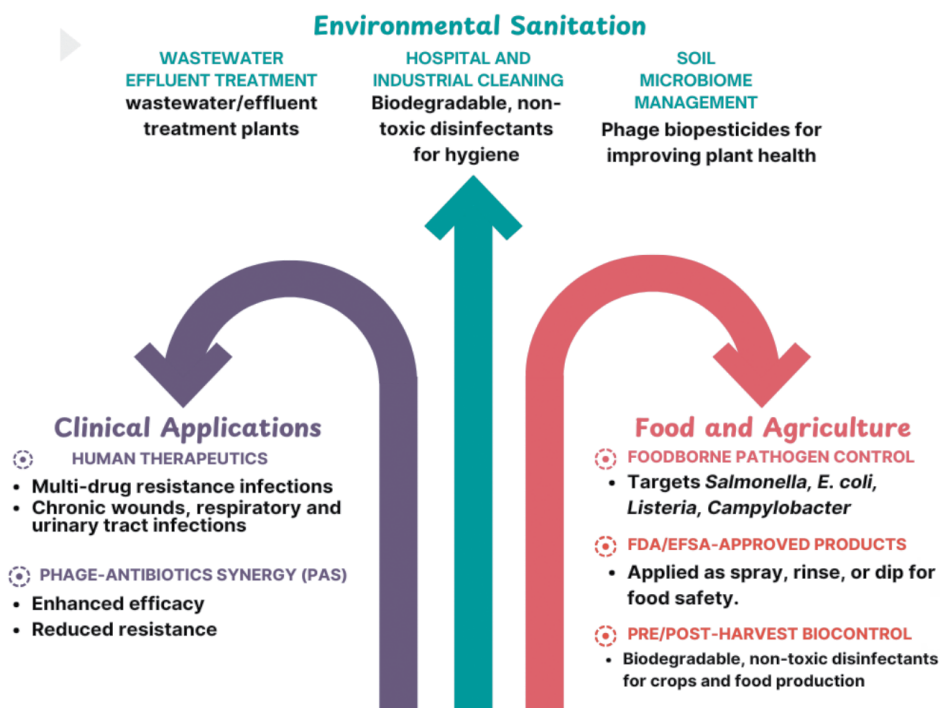 Environmental Sanitation
WASTEWATER
EFFLUENT TREATMENT
wastewater/effluent
treatment plants
HOSPITAL AND
INDUSTRIAL CLEANING
Biodegradable, non-
toxic disinfectants
for hygiene
SOIL
MICROBIOME
MANAGEMENT
Phage biopesticides for
improving plant health
Clinical Applications
HUMAN THERAPEUTICS
• Multi-drug resistance infections
• Chronic wounds, respiratory and
urinary tract infections
PHAGE-ANTIBIOTICS SYNERGY (PAS)
• Enhanced efficacy
• Reduced resistance
Food and Agriculture
FOODBORNE PATHOGEN CONTROL
• Targets Salmonella, E. coli,
Listeria, Campylobacter
FDA/EFSA-APPROVED PRODUCTS
• Applied as spray, rinse, or dip for
food safety.
PRE/POST-HARVEST BIOCONTROL
• Biodegradable, non-toxic disinfectants
for crops and food production